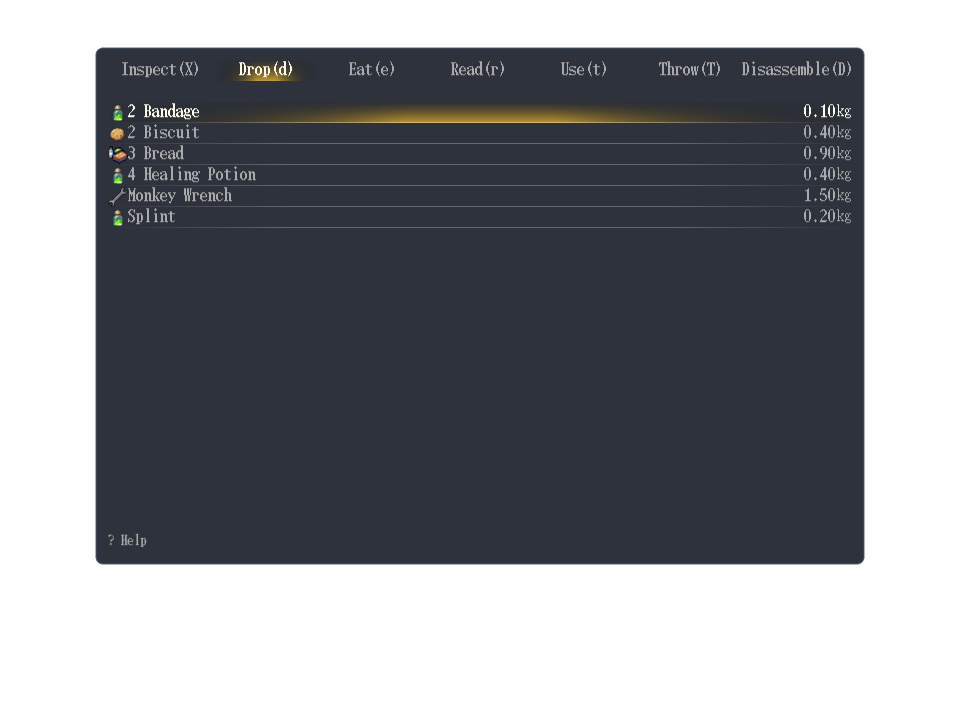 Inspect(X) Drop(d) Eat(e) Read(r) Use(t) Throw(T) Disassemble(D)
2 Bandage 0.10kg
2 Biscuit 0.40kg
3 Bread 0.90kg
4 Healing Potion 0.40kg
Monkey Wrench 1.50kg
Splint 0.20kg
? Help